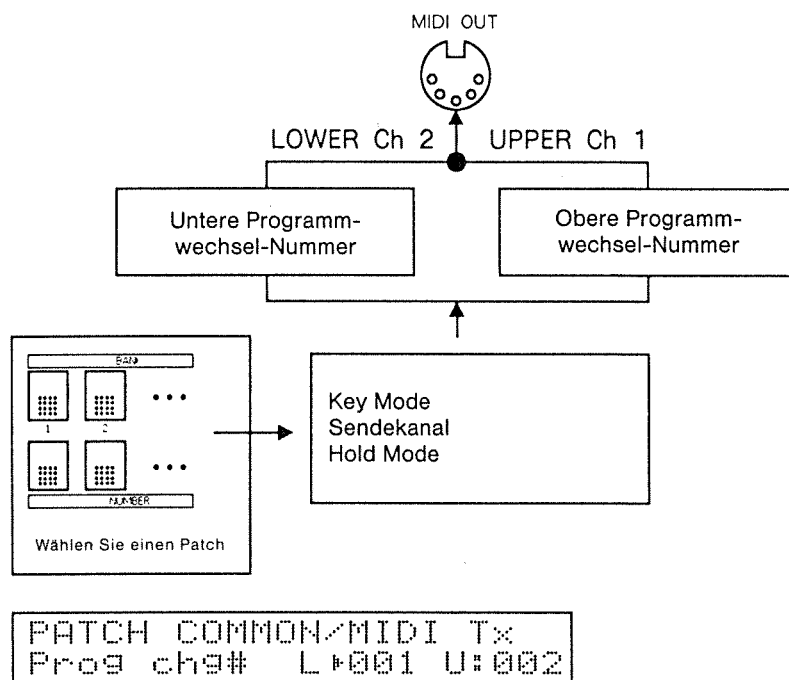 MIDI OUT
LOWER Ch 2 UPPER Ch 1
Untere Programm-
wechsel-Nummer
Obere Programm-
wechsel-Nummer
BANK
1 2
NUMBER
Wählen Sie einen Patch
Key Mode
Sendekanal
Hold Mode
PATCH COMMON/MIDI Tx
Prog chg# L▶001 U:002